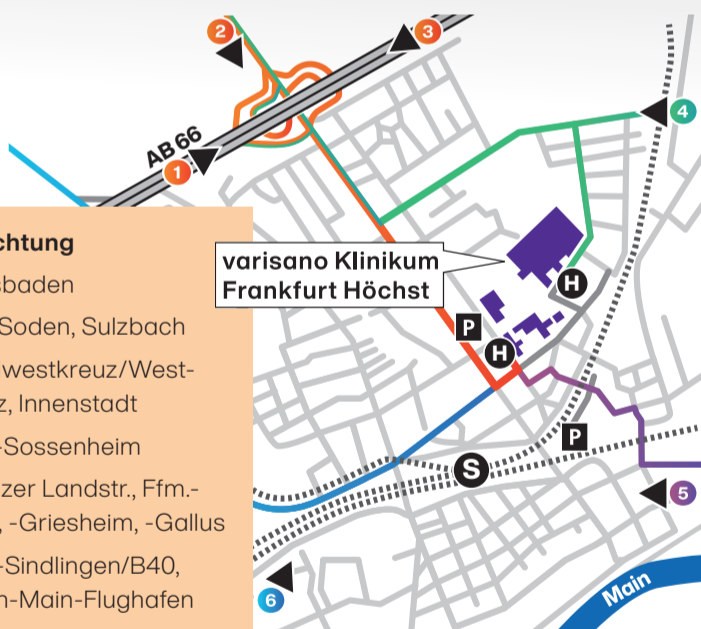 2
3
4
AB 66
1
chtung
sbaden
Soden, Sulzbach
lwestkreuz/West-
z, Innenstadt
-Sossenheim
zer Landstr., Ffm.-
, -Griesheim, -Gallus
-Sindlingen/B40,
n-Main-Flughafen
varisano Klinikum
Frankfurt Höchst
H
P
H
P
S
5
6
Main